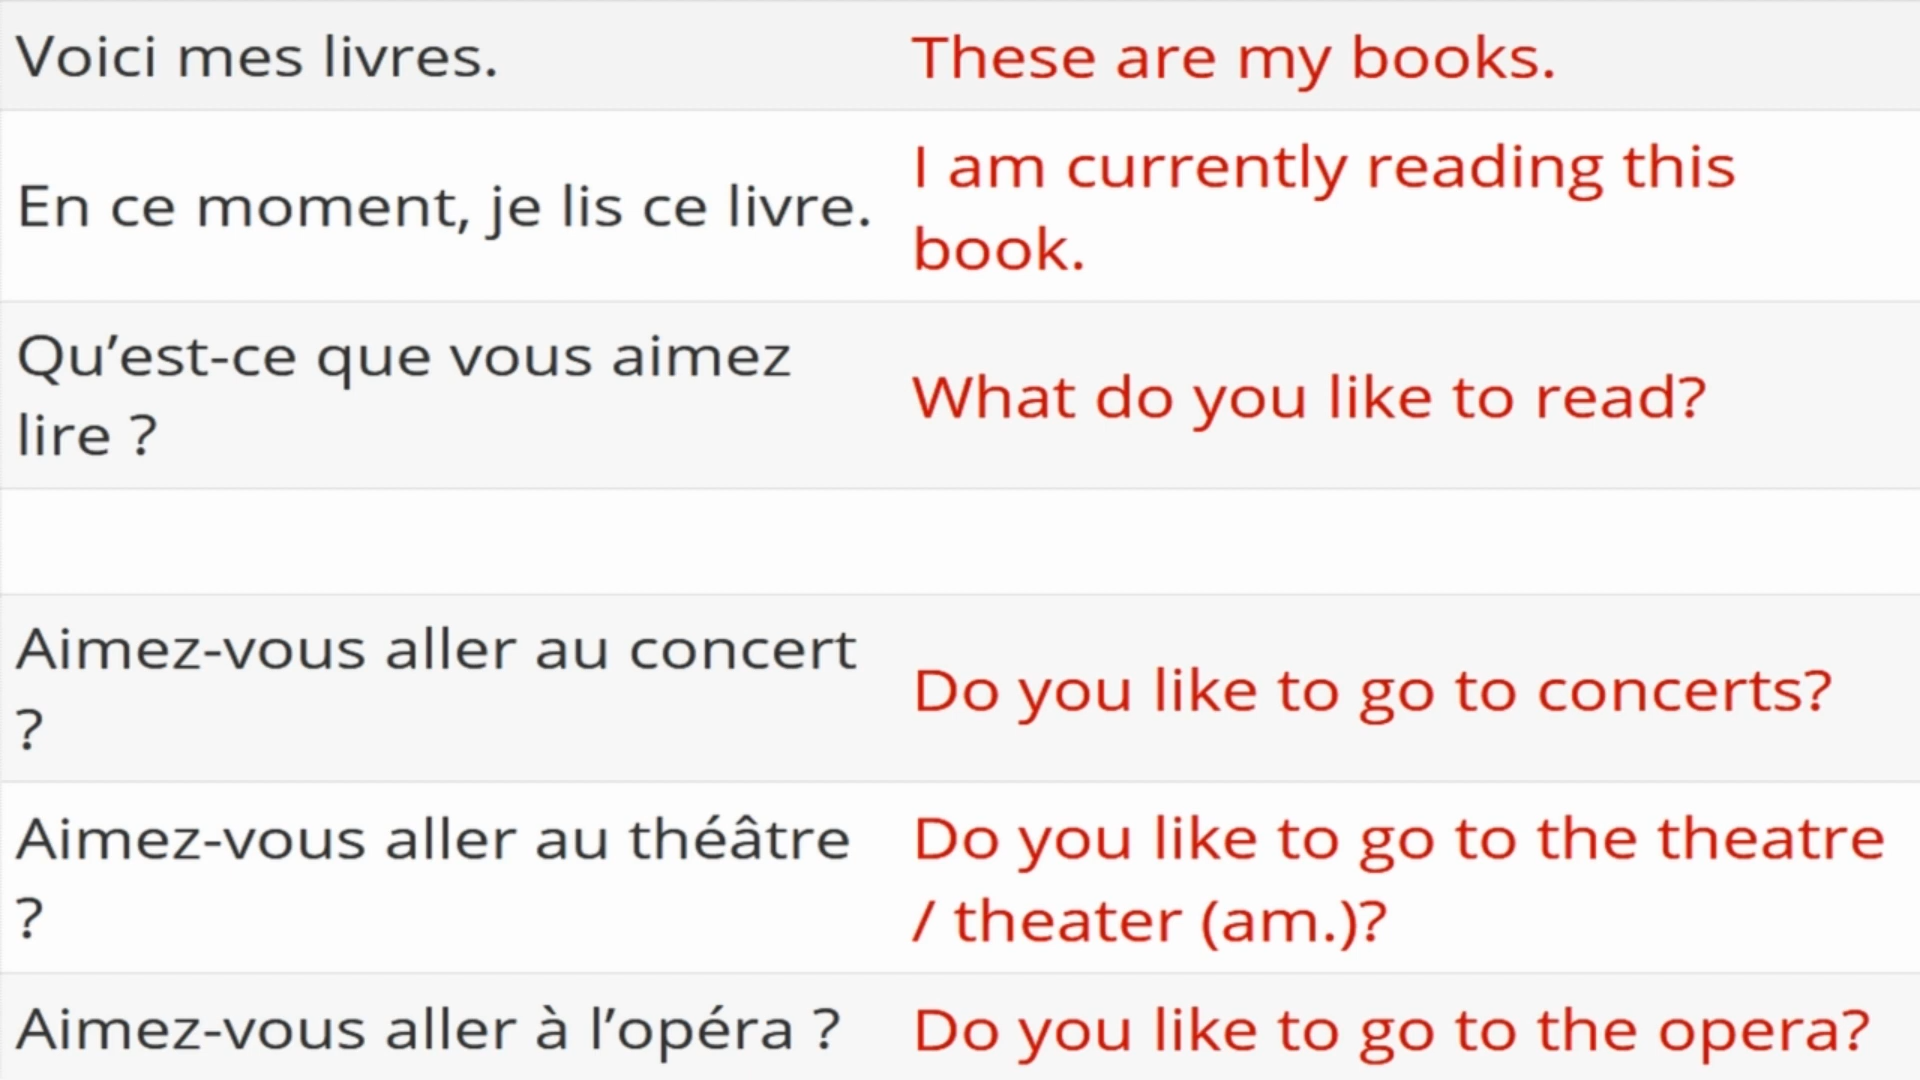 Voici mes livres.
These are my books.
En ce moment, je lis ce livre.
I am currently reading this
book.
Qu’est-ce que vous aimez
lire ?
What do you like to read?
Aimez-vous aller au concert
?
Do you like to go to concerts?
Aimez-vous aller au théâtre
?
Do you like to go to the theatre
/ theater (am.)?
Aimez-vous aller à l’opéra ?
Do you like to go to the opera?